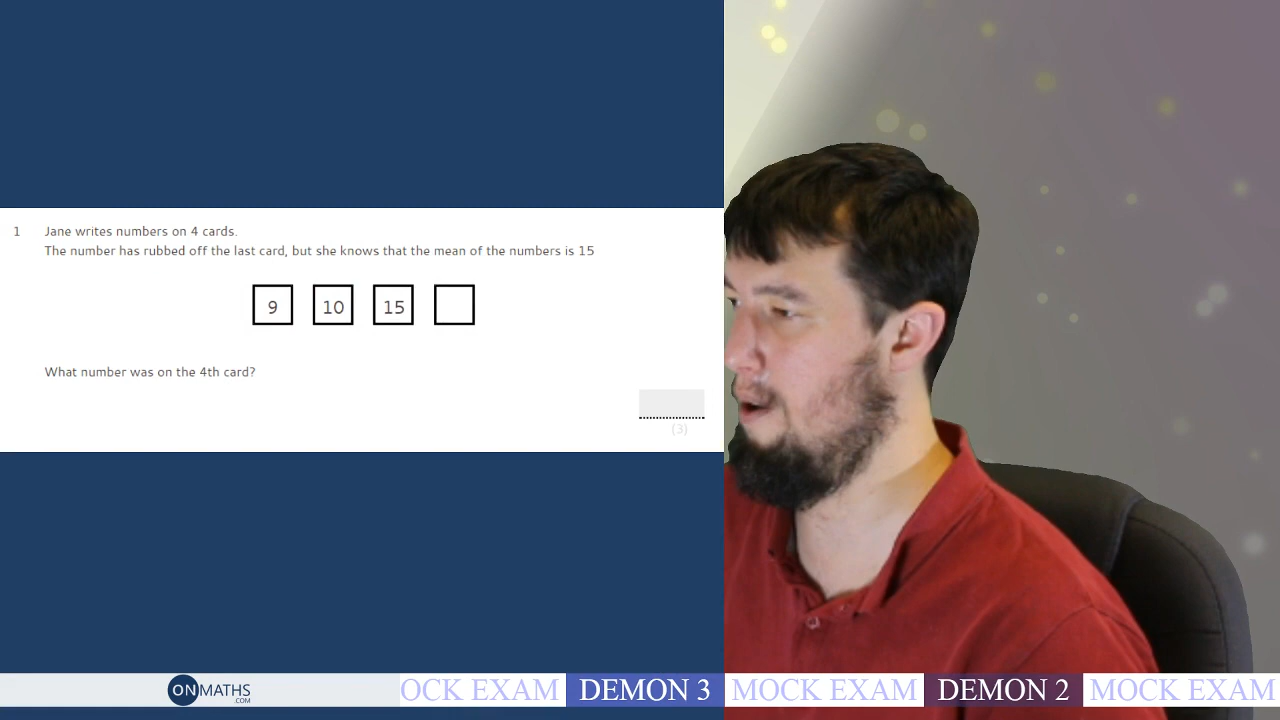 1 Jane writes numbers on 4 cards.
The number has rubbed off the last card, but she knows that the mean of the numbers is 15
9 10 15
What number was on the 4th card?
(3)
ONMATHS
.COM
OCK EXAM DEMON 3 MOCK EXAM DEMON 2 MOCK EXAM